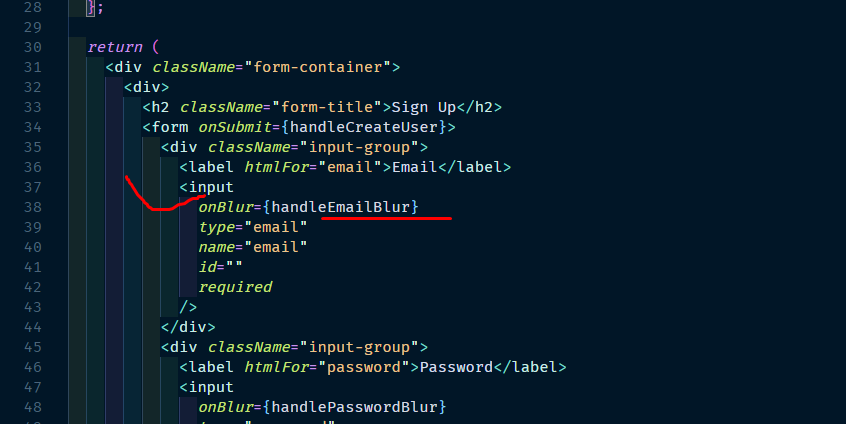 28 };
29
30 return (
31 <div className="form-container">
32 <div>
33 <h2 className="form-title">Sign Up</h2>
34 <form onSubmit={handleCreateUser}>
35 <div className="input-group">
36 <label htmlFor="email">Email</label>
37 <input
38 onBlur={handleEmailBlur}
39 type="email"
40 name="email"
41 id=""
42 required
43 />
44 </div>
45 <div className="input-group">
46 <label htmlFor="password">Password</label>
47 <input
48 onBlur={handlePasswordBlur}